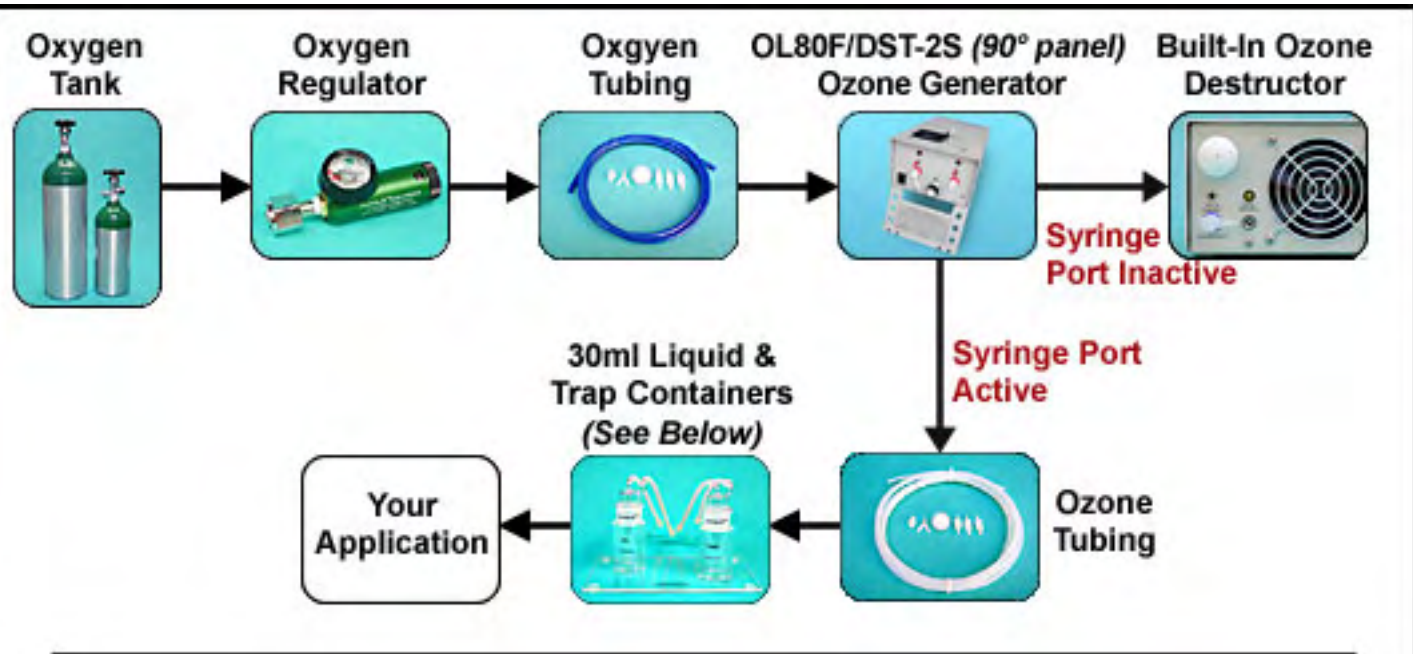 Oxygen
Tank
Oxygen
Regulator
Oxgyen
Tubing
OL80F/DST-2S (90° panel)
Ozone Generator
Built-In Ozone
Destructor
Syringe
Port Inactive
Syringe Port
Active
30ml Liquid &
Trap Containers
(See Below)
Your
Application
Ozone
Tubing